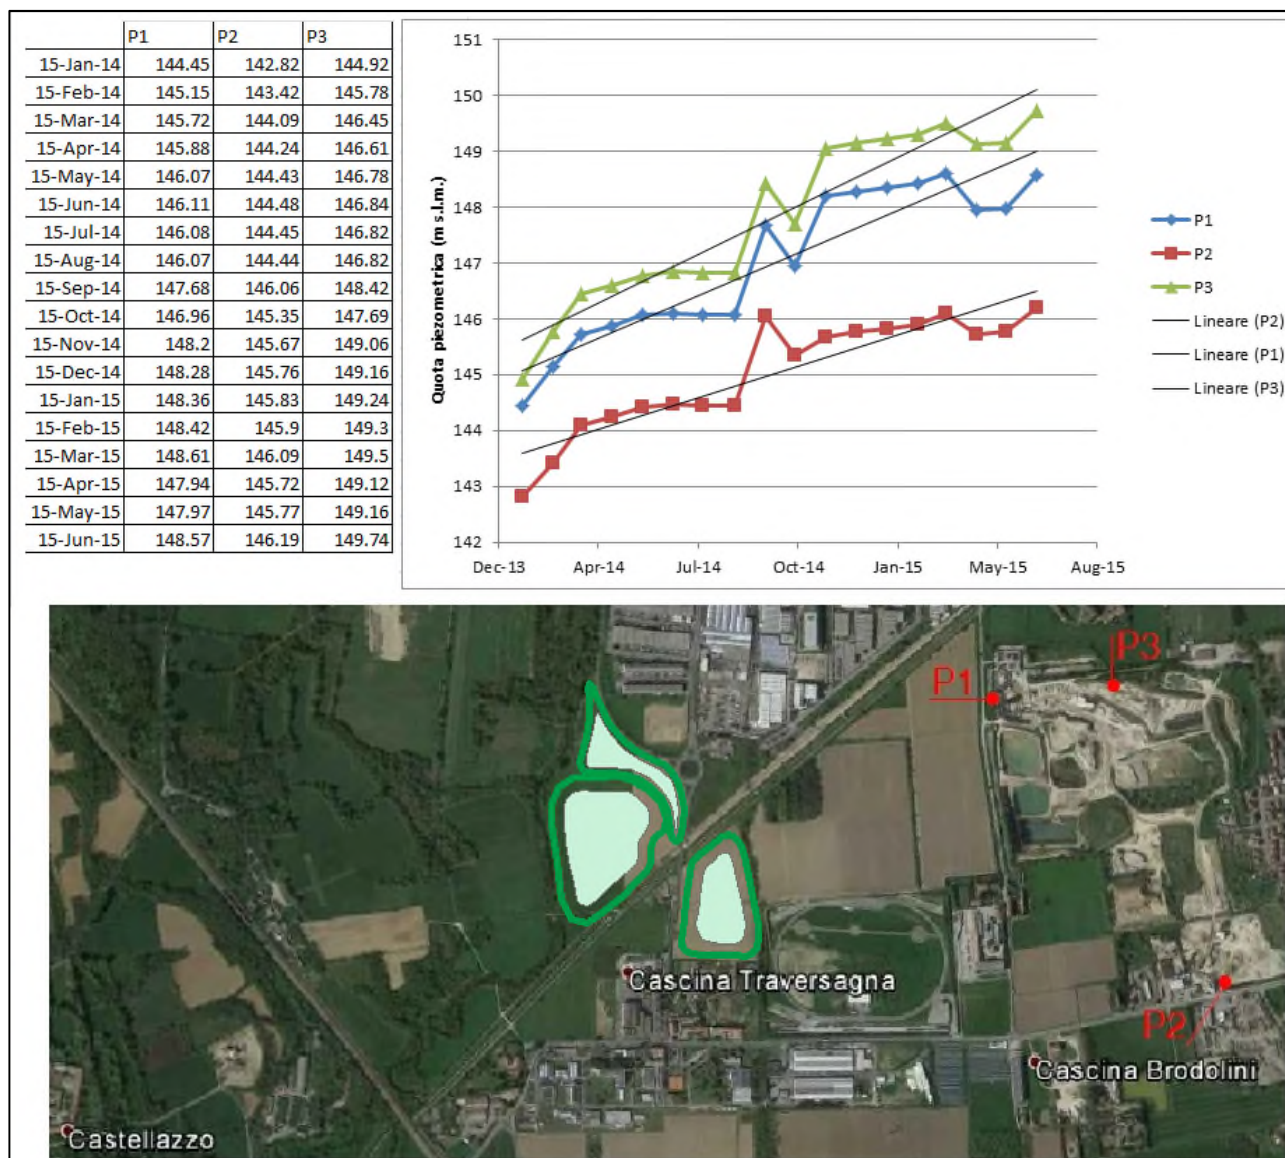 P1 P2 P3
15-Jan-14 144.45 142.82 144.92
15-Feb-14 145.15 143.42 145.78
15-Mar-14 145.72 144.09 146.45
15-Apr-14 145.88 144.24 146.61
15-May-14 146.07 144.43 146.78
15-Jun-14 146.11 144.48 146.84
15-Jul-14 146.08 144.45 146.82
15-Aug-14 146.07 144.44 146.82
15-Sep-14 147.68 146.06 148.42
15-Oct-14 146.96 145.35 147.69
15-Nov-14 148.2 145.67 149.06
15-Dec-14 148.28 145.76 149.16
15-Jan-15 148.36 145.83 149.24
15-Feb-15 148.42 145.9 149.3
15-Mar-15 148.61 146.09 149.5
15-Apr-15 147.94 145.72 149.12
15-May-15 147.97 145.77 149.16
15-Jun-15 148.57 146.19 149.74
Quota piezometrica (m s.l.m.)
151
150
149
148
147
146
145
144
143
142
Dec-13 Apr-14 Jul-14 Oct-14 Jan-15 May-15 Aug-15
P1
P2
P3
Lineare (P2)
Lineare (P1)
Lineare (P3)
P3
P1
Cascina Traversagna
P2
Cascina Brodolini
Castellazzo